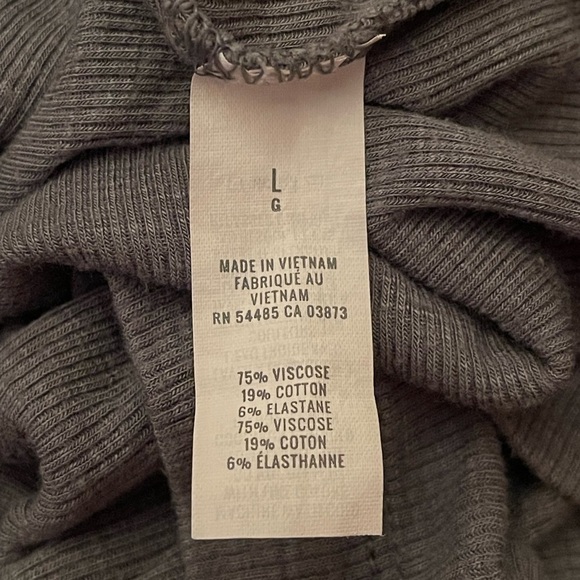 L
G
MADE IN VIETNAM
FABRIQUÉ AU
VIETNAM
RN 54485 CA 03873
75% VISCOSE
19% COTTON
6% ELASTANE
75% VISCOSE
19% COTON
6% ÉLASTHANNE